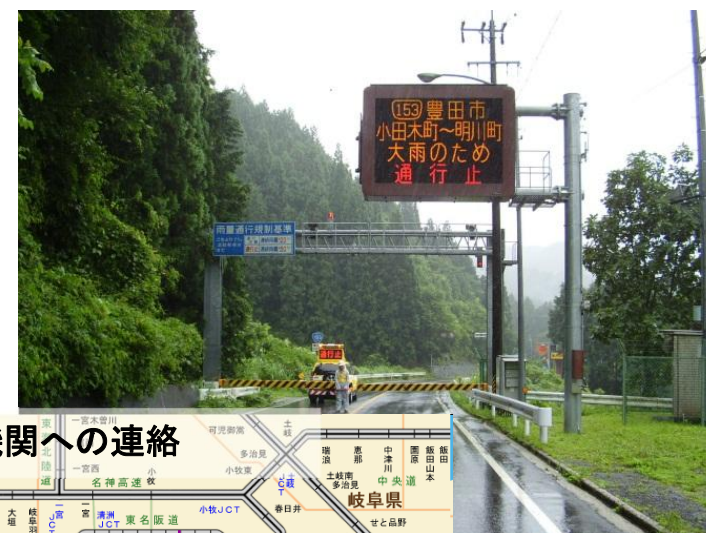 153 豊田市
小田木町～明川町
大雨のため
通行止
雨量通行規制基準
通行止
機関への連絡
東海北陸道
一宮木曽川
一宮西
名神高速
小牧
可児御嵩
多治見
小牧東
土岐
土岐JCT
土岐南多治見
瑞浪
恵那
中津川
園原
飯田山本
飯田
中央道
岐阜県
せと品野
春日井
小牧JCT
東名阪道
清洲JCT
一宮
一宮JC
岐阜羽
大垣